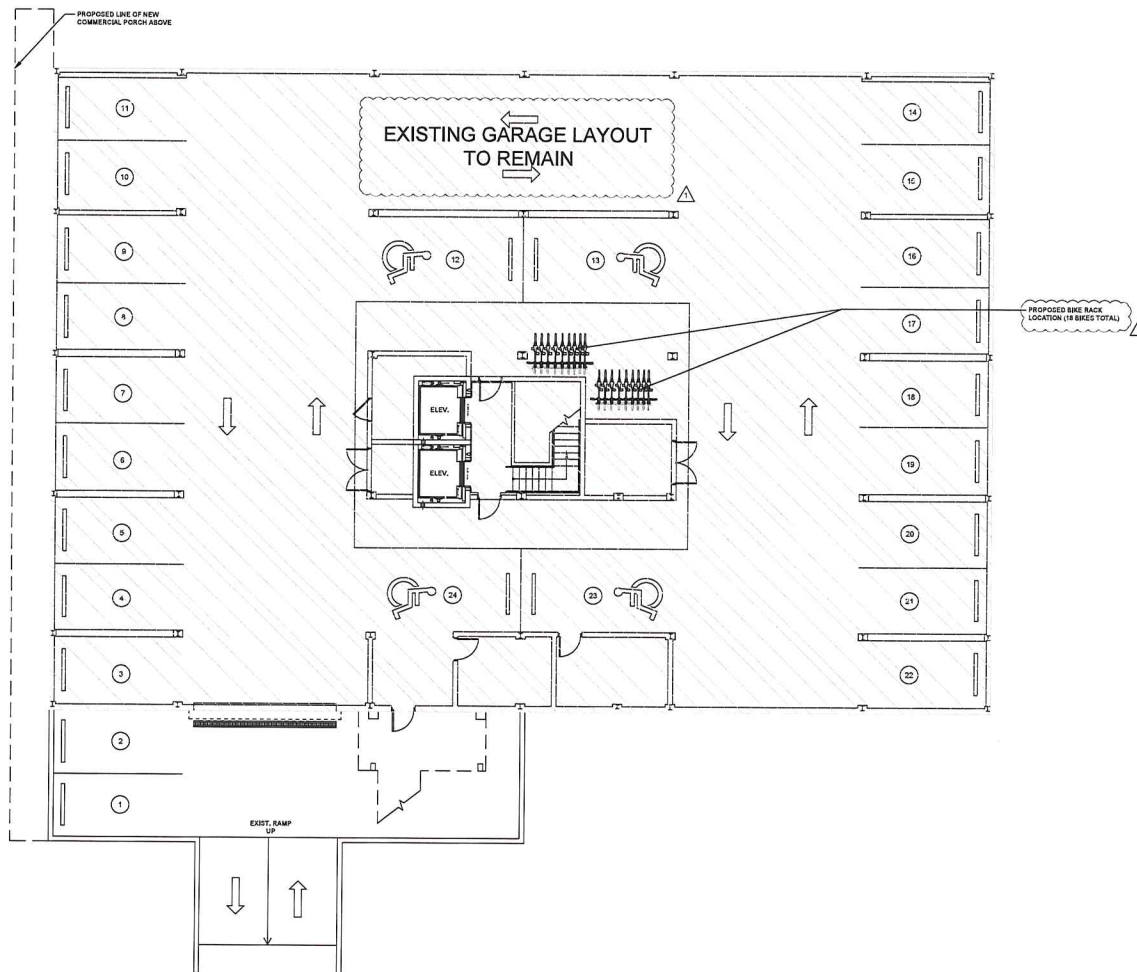 PROPOSED LINE OF NEW
COMMERCIAL PORCH ABOVE
11
EXISTING GARAGE LAYOUT
TO REMAIN
14
10
15
1
9
12
13
16
8
17
PROPOSED BIKE RACK
LOCATION (18 BIKES TOTAL)
7
ELEV.
18
6
ELEV.
19
5
20
4
24
23
21
3
22
2
1
EXIST. RAMP
UP